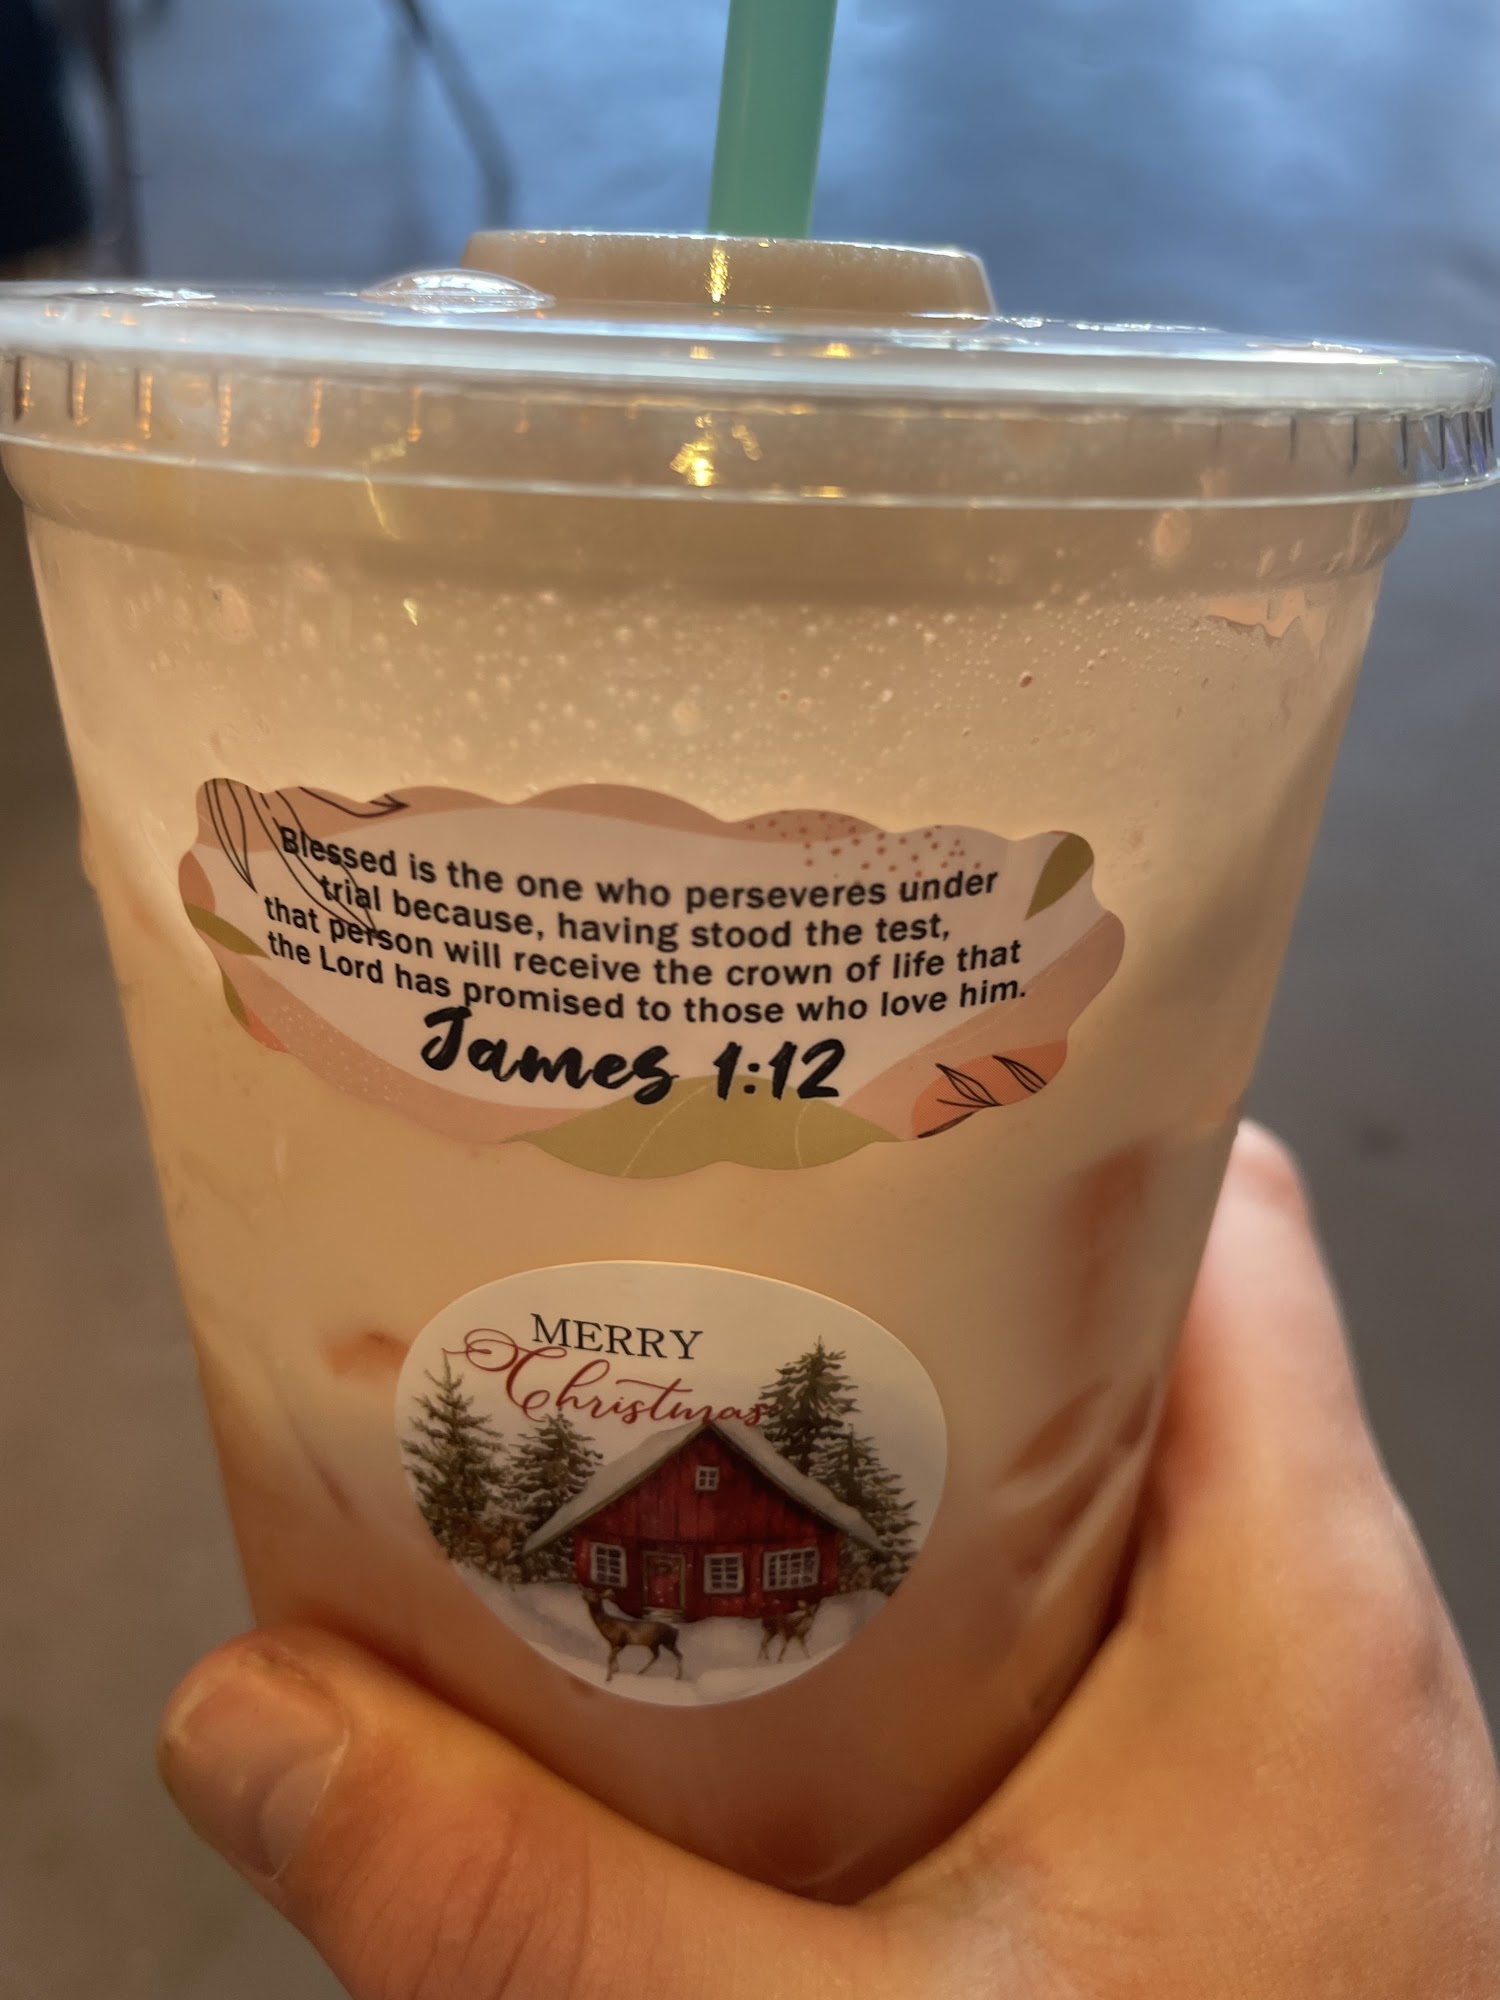 Blessed is the one who perseveres under
trial because, having stood the test,
that person will receive the crown of life that
the Lord has promised to those who love him.
James 1:12
MERRY
Christmas